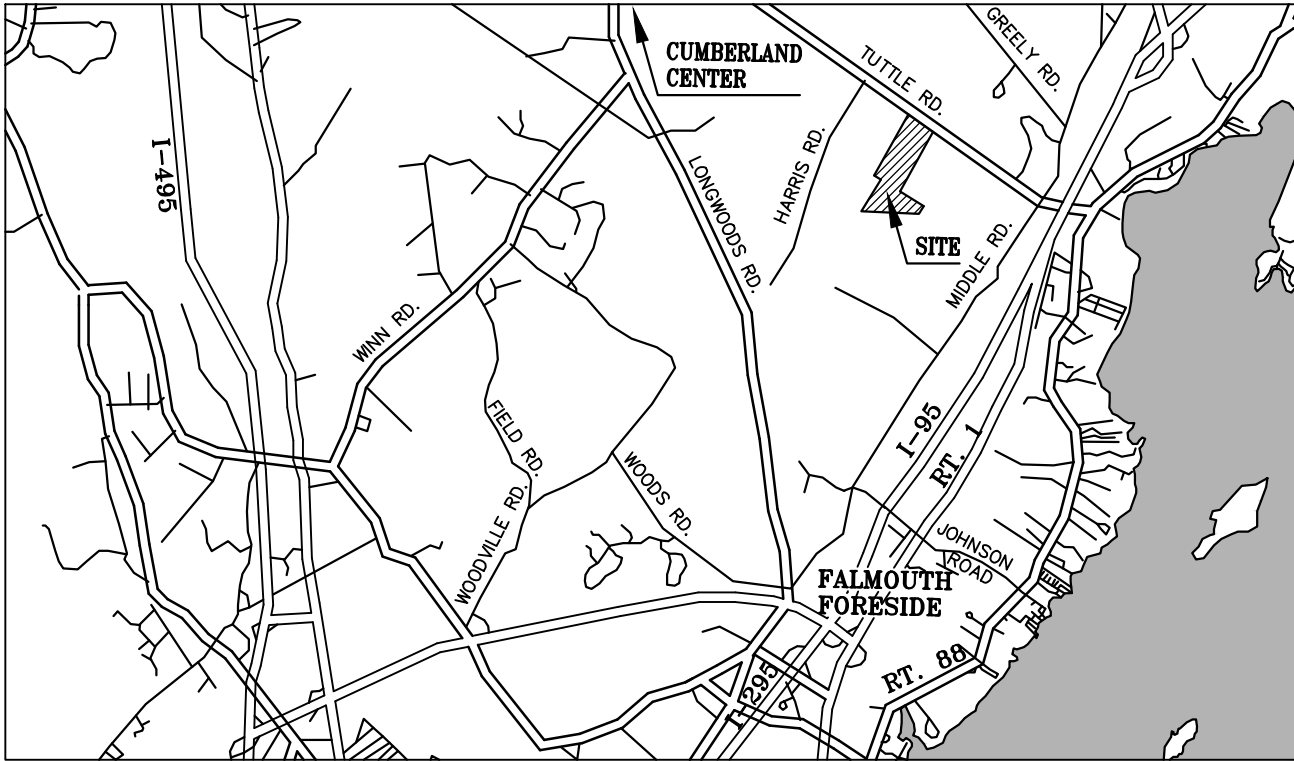 CUMBERLAND
CENTER
TUTTLE RD.
GREELY RD.
I-495
HARRIS RD.
LONGWOODS RD.
SITE
MIDDLE RD.
WINN RD.
FIELD RD.
WOODVILLE RD.
WOODS RD.
I-95
RT. 1
JOHNSON
ROAD
FALMOUTH
FORESIDE
RT. 88
I-295